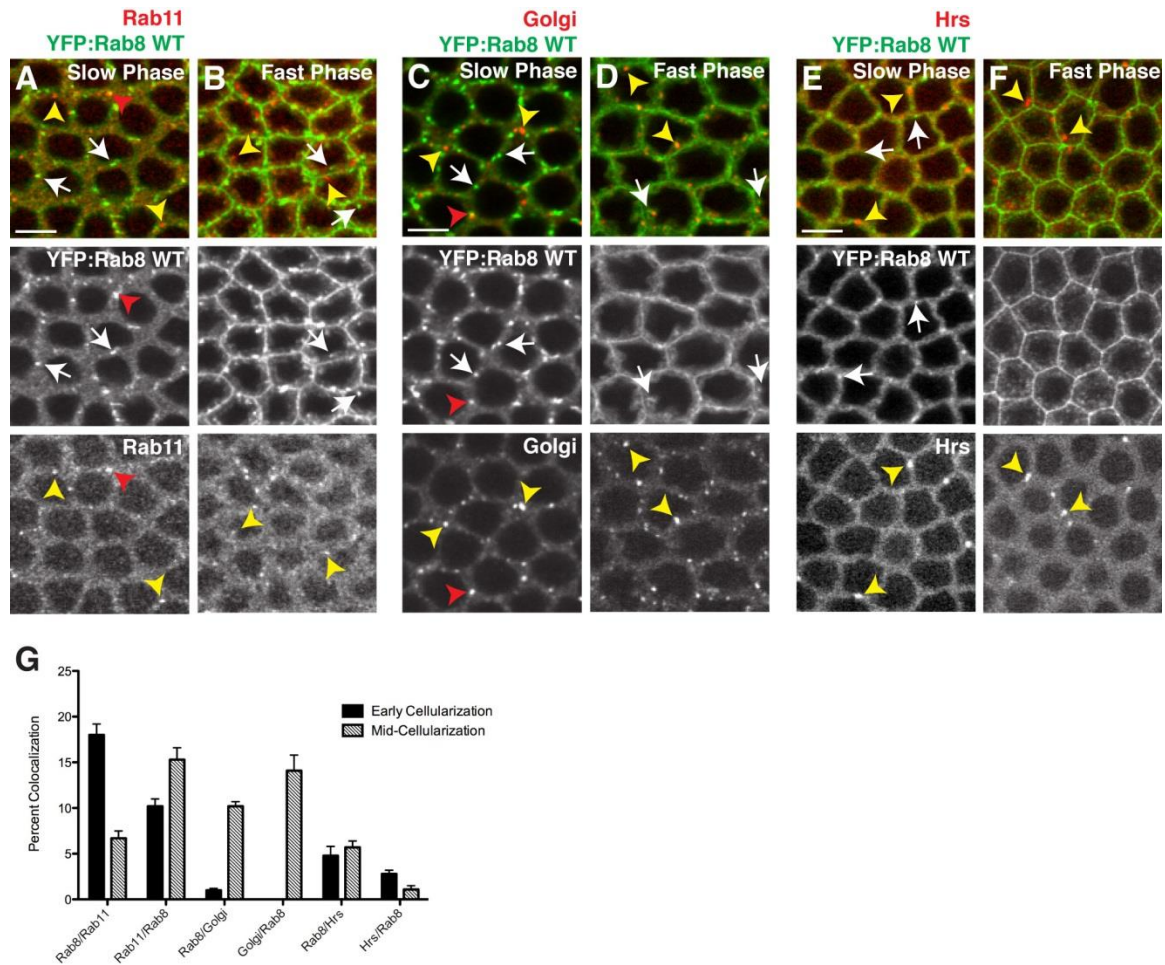 Rab11
YFP:Rab8 WT
A Slow Phase
B Fast Phase
YFP:Rab8 WT
Rab11
Golgi
YFP:Rab8 WT
C Slow Phase
D Fast Phase
YFP:Rab8 WT
Golgi
Hrs
YFP:Rab8 WT
E Slow Phase
F Fast Phase
YFP:Rab8 WT
Hrs
G
Percent Colocalization
25
20
15
10
5
0
Early Cellularization
Mid-Cellularization
Rab8/Rab11
Rab11/Rab8
Rab8/Golgi
Golgi/Rab8
Rab8/Hrs
Hrs/Rab8